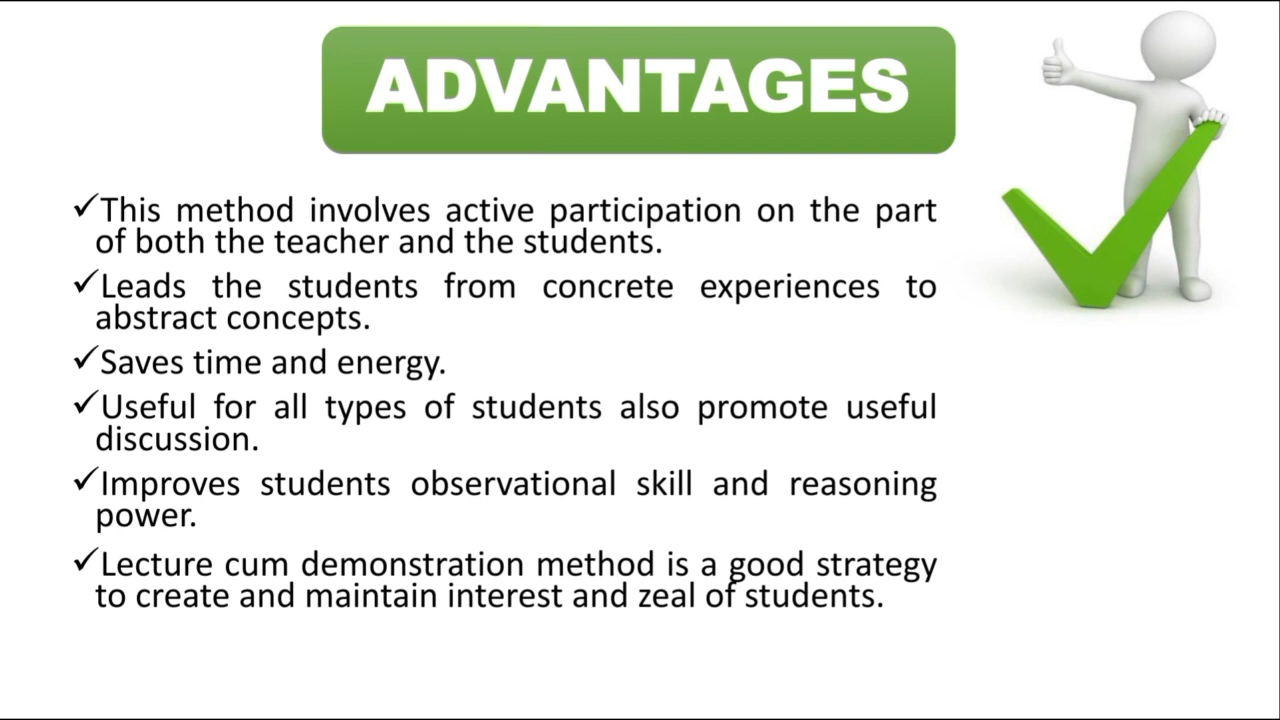 ADVANTAGES
✓This method involves active participation on the part
of both the teacher and the students.
✓Leads the students from concrete experiences to
abstract concepts.
✓Saves time and energy.
✓Useful for all types of students also promote useful
discussion.
✓Improves students observational skill and reasoning
power.
✓Lecture cum demonstration method is a good strategy
to create and maintain interest and zeal of students.